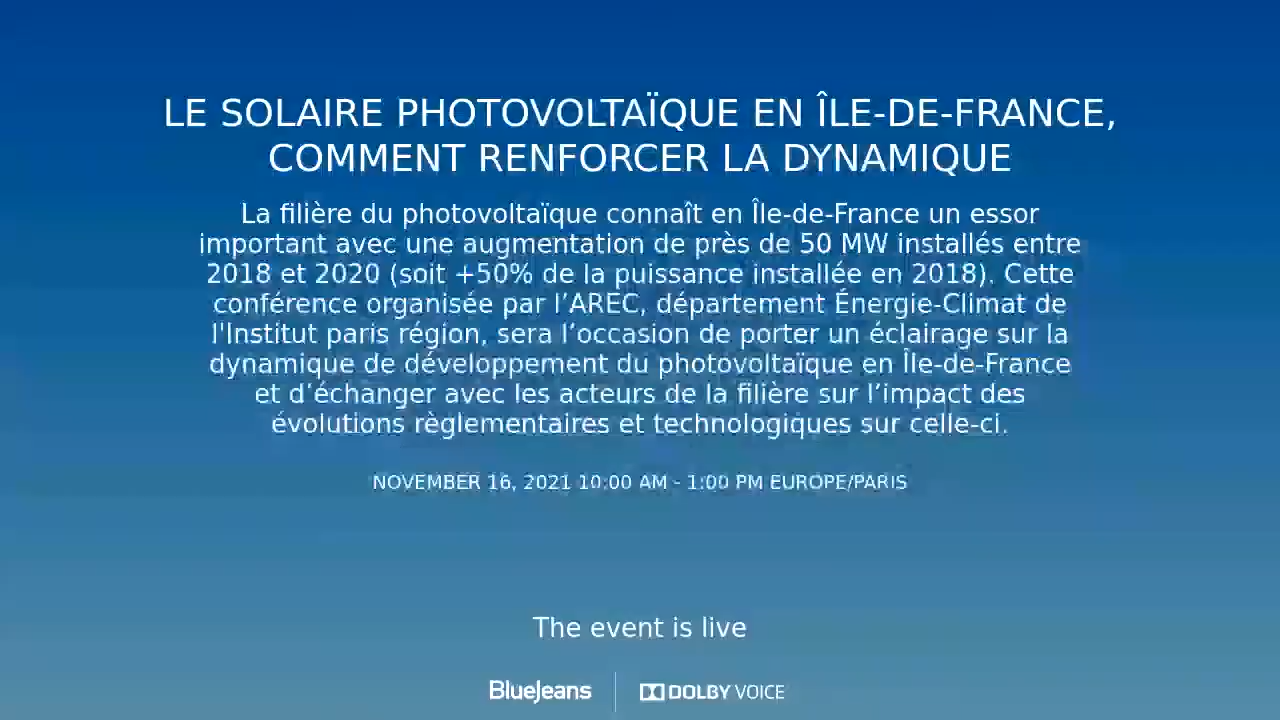 LE SOLAIRE PHOTOVOLTAÏQUE EN ÎLE-DE-FRANCE,
COMMENT RENFORCER LA DYNAMIQUE
La filière du photovoltaïque connaît en Île-de-France un essor
important avec une augmentation de près de 50 MW installés entre
2018 et 2020 (soit +50% de la puissance installée en 2018). Cette
conférence organisée par l’AREC, département Énergie-Climat de
l'Institut paris région, sera l’occasion de porter un éclairage sur la
dynamique de développement du photovoltaïque en Île-de-France
et d’échanger avec les acteurs de la filière sur l’impact des
évolutions règlementaires et technologiques sur celle-ci.
NOVEMBER 16, 2021 10:00 AM - 1:00 PM EUROPE/PARIS
The event is live
BlueJeans DOLBY VOICE